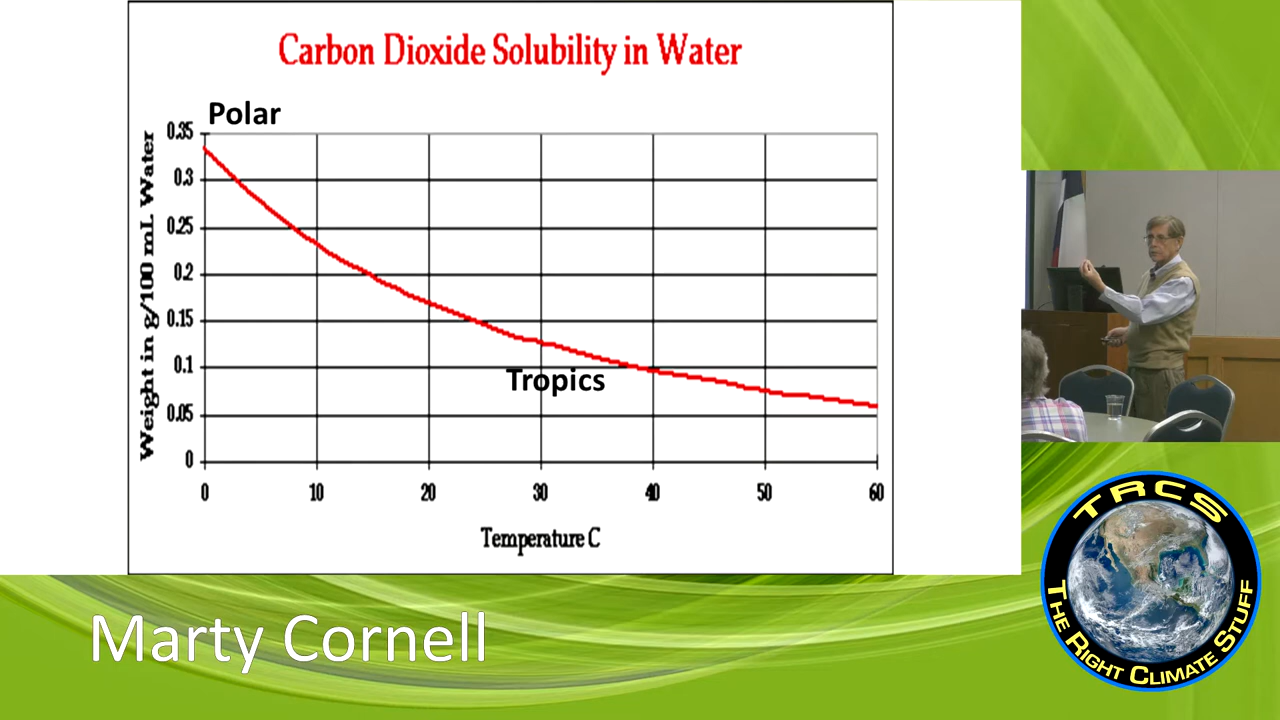 Carbon Dioxide Solubility in Water
Polar
Weight in g/100 mL Water
0.35
0.3
0.25
0.2
0.15
0.1
0.05
0
Tropics
0 10 20 30 40 50 60
Temperature C
Marty Cornell
TRCS
THE RIGHT CLIMATE STUFF